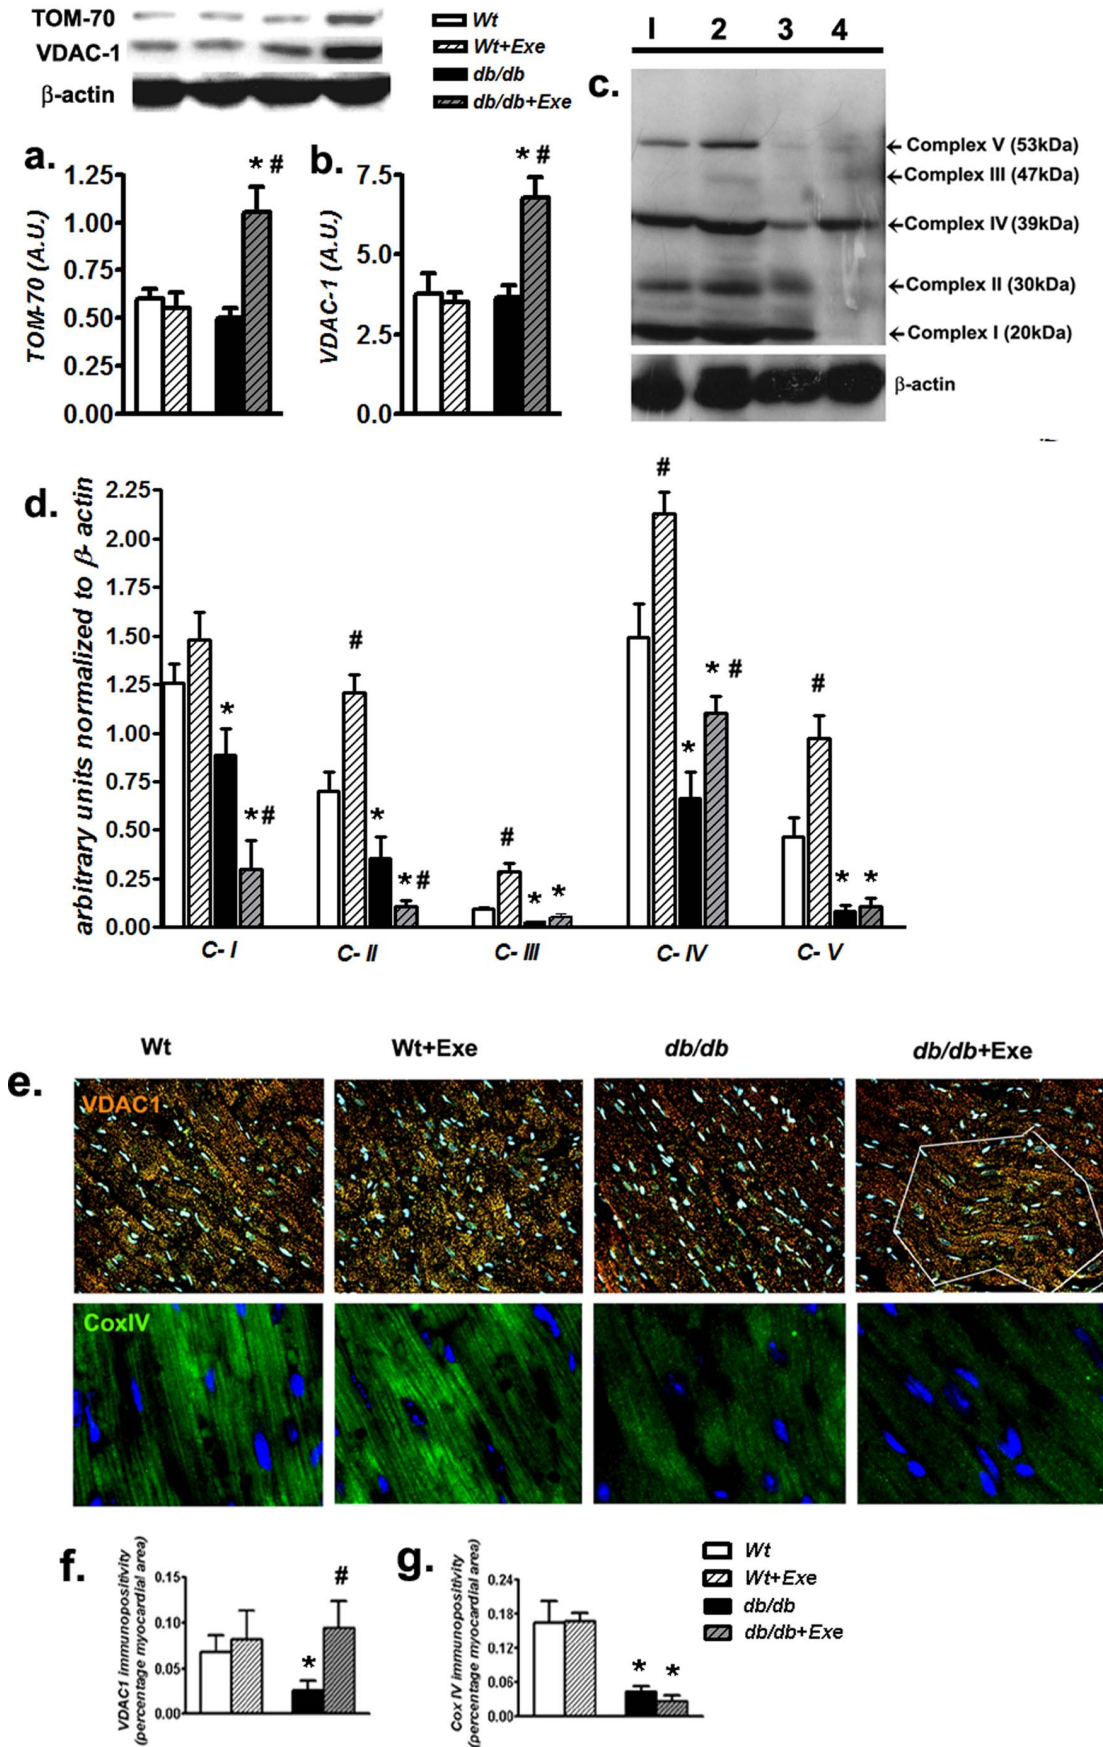 TOM-70
VDAC-1
β-actin
Wt
Wt+Exe
db/db
db/db+Exe
a.
* #
1.25
1.00
0.75
0.50
0.25
0.00
TOM-70 (A.U.)
b.
* #
7.5
5.0
2.5
0.0
VDAC-1 (A.U.)
c.
I 2 3 4
Complex V (53kDa)
Complex III (47kDa)
Complex IV (39kDa)
Complex II (30kDa)
Complex I (20kDa)
β-actin
d.
arbitrary units normalized to β- actin
2.25
2.00
1.75
1.50
1.25
1.00
0.75
0.50
0.25
0.00
*
*#
#
*
*#
#
*
*
#
*
* #
#
*
*
C- I
C- II
C- III
C- IV
C- V
e.
Wt
Wt+Exe
db/db
db/db+Exe
VDAC1
CoxIV
f.
VDAC1 immunopositivity
(percentage myocardial area)
0.15
0.10
0.05
0.00
*
#
g.
Cox IV immunopositivity
(percentage myocardial area)
0.24
0.18
0.12
0.06
0.00
*
*
Wt
Wt+Exe
db/db
db/db+Exe